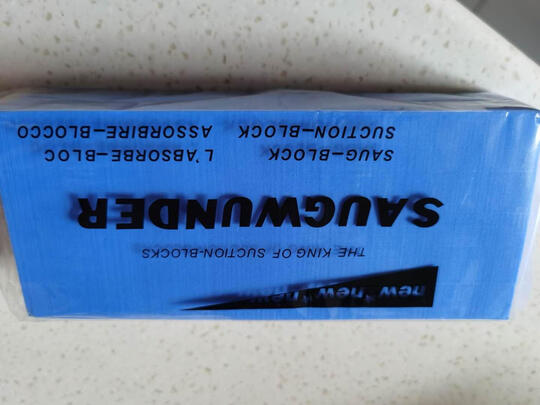 new" new" new"
THE KING OF SUCTION-BLOCKS
SAUGWUNDER
SAUG-BLOCK L'ABSORBE-BLOC
SUCTION-BLOCK ASSORBIRE-BLOCCO